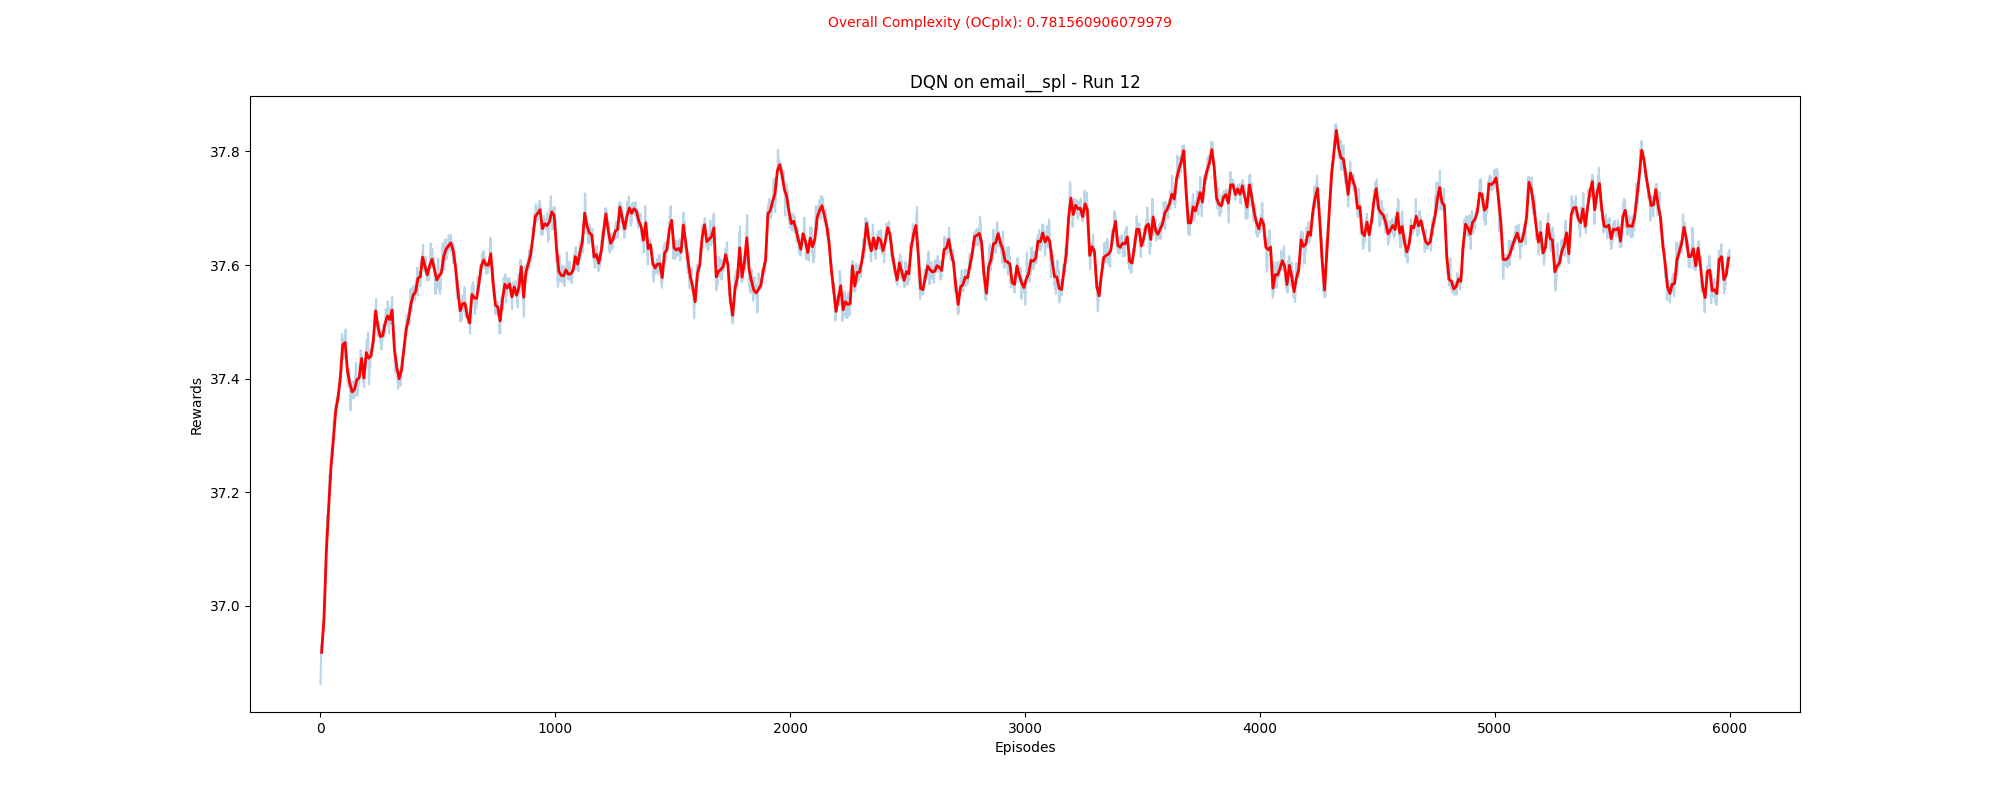 Overall Complexity (OCplx): 0.781560906079979
DQN on email__spl - Run 12
37.8
37.6
37.4
37.2
37.0
Rewards
0 1000 2000 3000 4000 5000 6000
Episodes